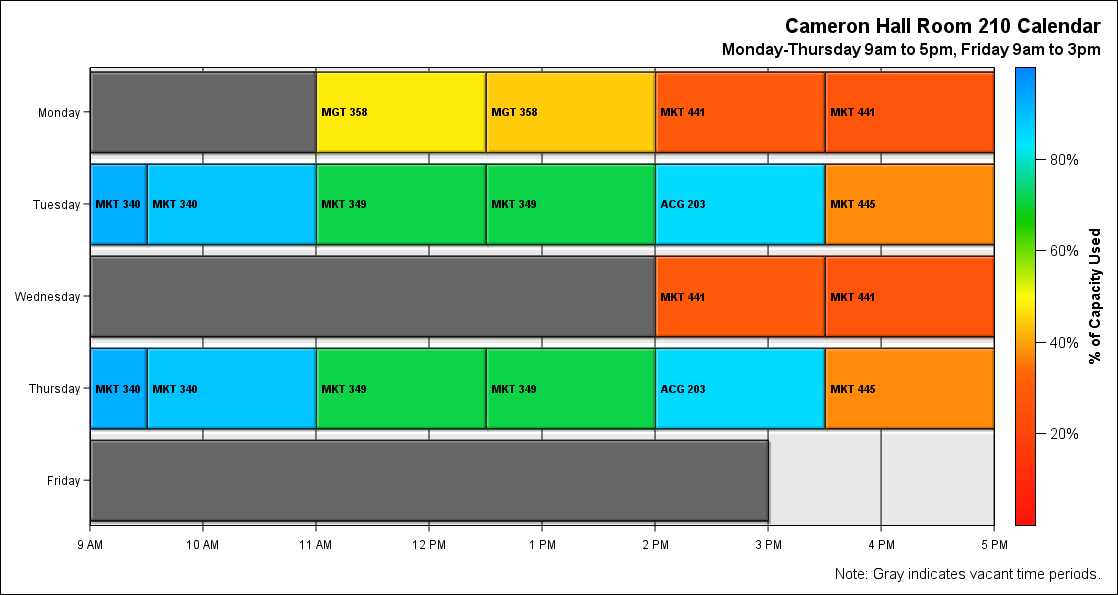 Cameron Hall Room 210 Calendar
Monday-Thursday 9am to 5pm, Friday 9am to 3pm
Monday
MGT 358
MGT 358
MKT 441
MKT 441
Tuesday
MKT 340
MKT 340
MKT 349
MKT 349
ACG 203
MKT 445
Wednesday
MKT 441
MKT 441
Thursday
MKT 340
MKT 340
MKT 349
MKT 349
ACG 203
MKT 445
Friday
9 AM
10 AM
11 AM
12 PM
1 PM
2 PM
3 PM
4 PM
5 PM
80%
60%
40%
20%
% of Capacity Used
Note: Gray indicates vacant time periods.